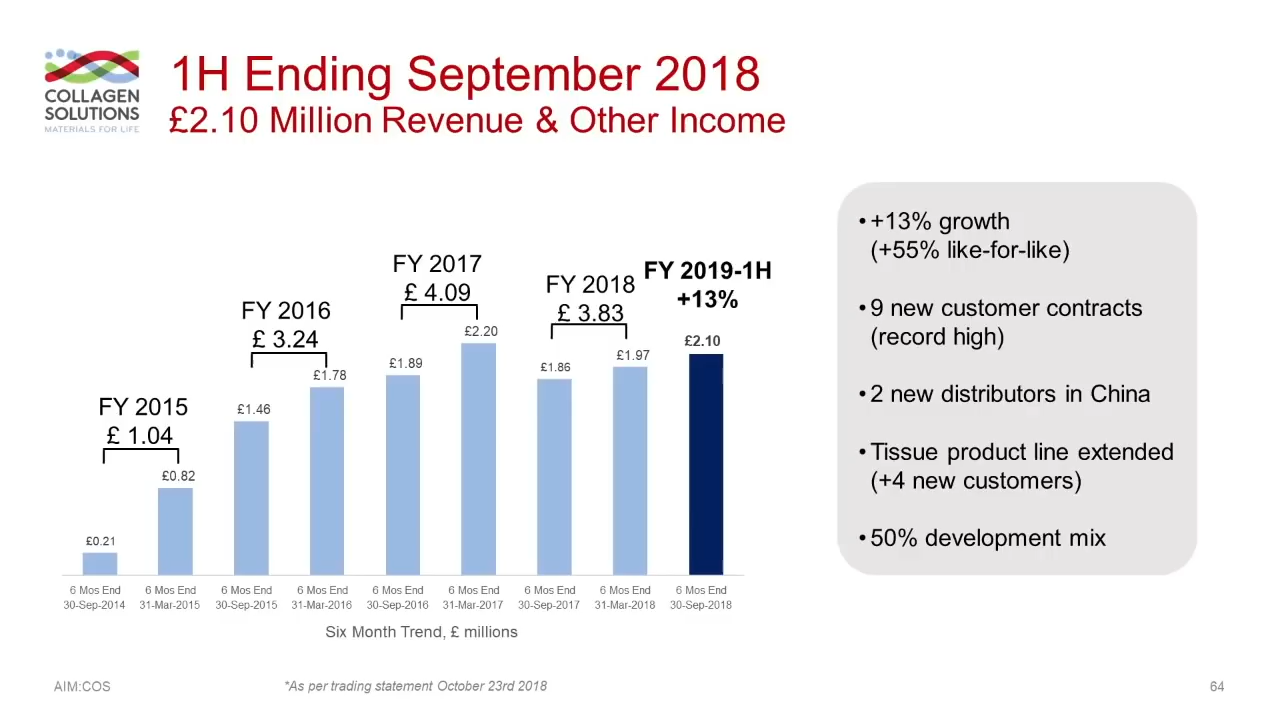 COLLAGEN
SOLUTIONS
MATERIALS FOR LIFE
1H Ending September 2018
£2.10 Million Revenue & Other Income
FY 2015
£ 1.04
FY 2016
£ 3.24
FY 2017
£ 4.09
FY 2018
£ 3.83
FY 2019-1H
+13%
£0.21
£0.82
£1.46
£1.78
£1.89
£2.20
£1.86
£1.97
£2.10
6 Mos End
30-Sep-2014
6 Mos End
31-Mar-2015
6 Mos End
30-Sep-2015
6 Mos End
31-Mar-2016
6 Mos End
30-Sep-2016
6 Mos End
31-Mar-2017
6 Mos End
30-Sep-2017
6 Mos End
31-Mar-2018
6 Mos End
30-Sep-2018
Six Month Trend, £ millions
• +13% growth
(+55% like-for-like)
• 9 new customer contracts
(record high)
• 2 new distributors in China
• Tissue product line extended
(+4 new customers)
• 50% development mix
AIM:COS
*As per trading statement October 23rd 2018
64